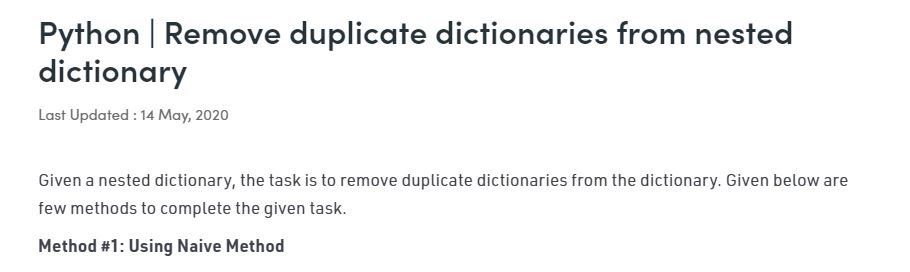 Python | Remove duplicate dictionaries from nested
dictionary
Last Updated : 14 May, 2020
Given a nested dictionary, the task is to remove duplicate dictionaries from the dictionary. Given below are
few methods to complete the given task.
Method #1: Using Naive Method